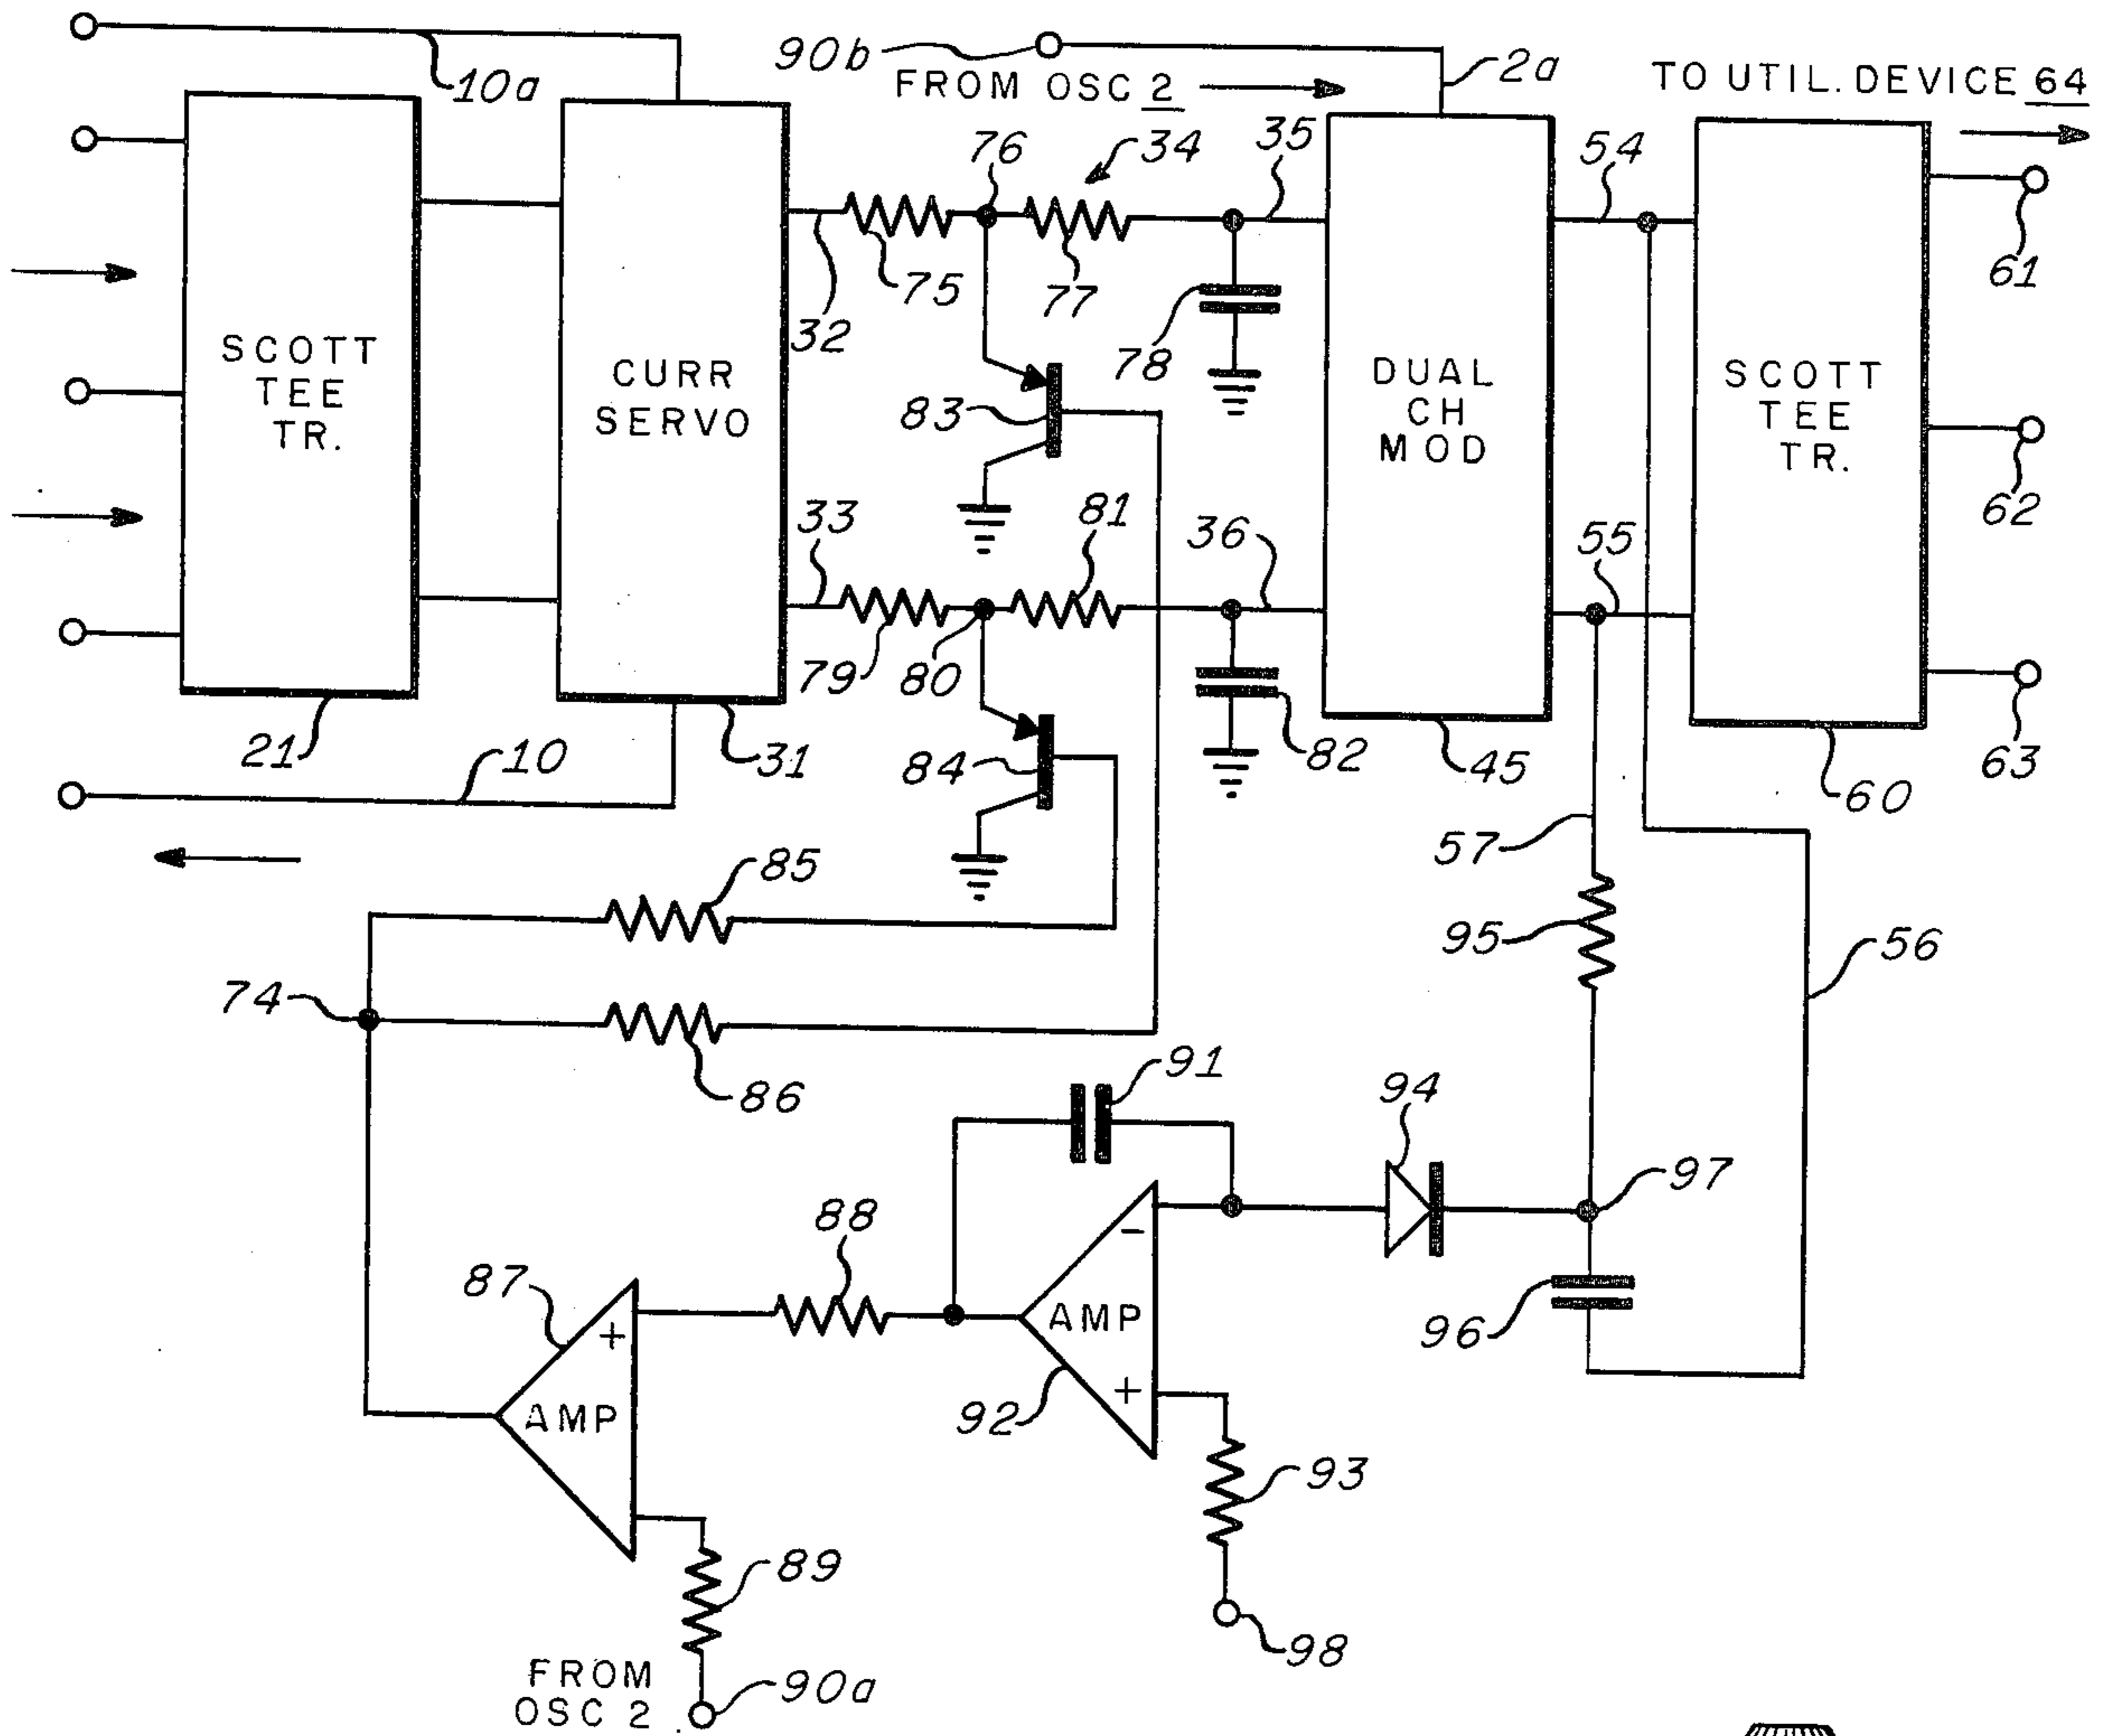 10a
90b
FROM OSC 2
2a
TO UTIL. DEVICE 64
76
34
35
54
61
32
75
77
78
SCOTT
TEE
TR.
CURR
SERVO
83
DUAL
CH
MOD
SCOTT
TEE
TR.
62
33
81
36
55
79
80
63
21
10
31
84
82
45
60
57
85
95
56
74
86
91
94
97
88
87
+
AMP
−
AMP
+
96
92
93
89
98
FROM
OSC 2
90a